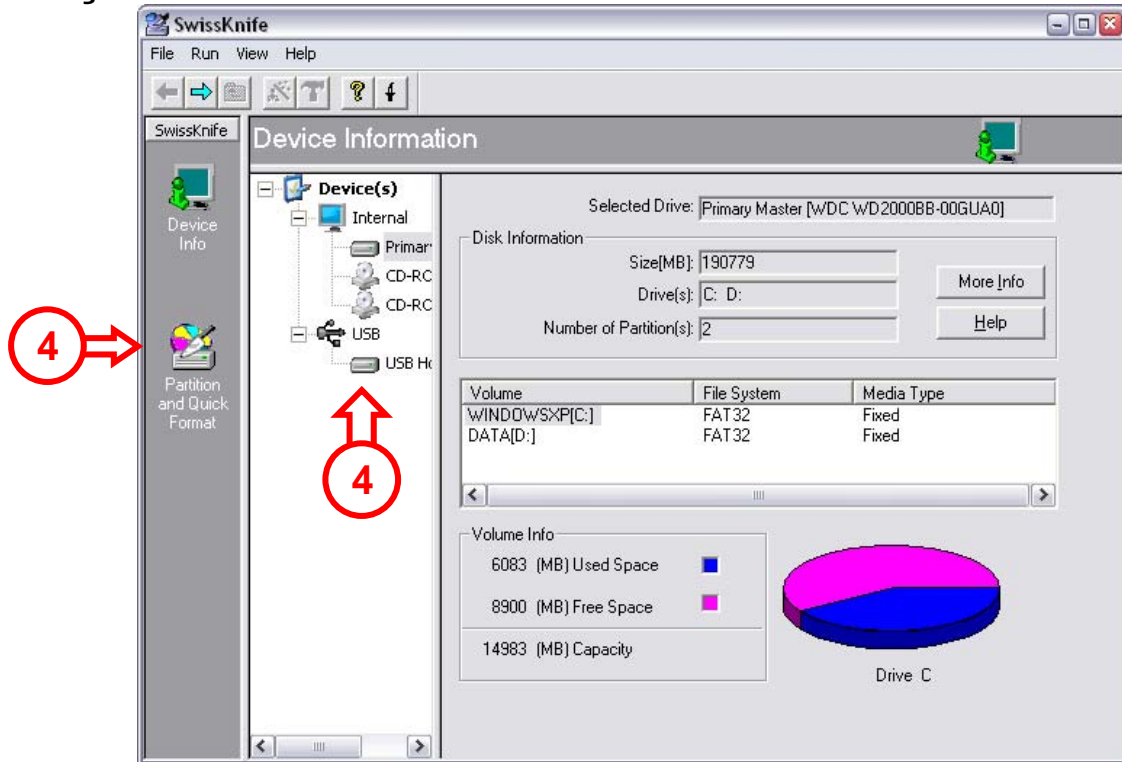 SwissKnife
File Run View Help
SwissKnife
Device Information
Device
Info
4
Partition
and Quick
Format
Device(s)
Internal
Primar
CD-RO
CD-RO
USB
USB Ho
4
Selected Drive: Primary Master [WDC WD2000BB-00GUA0]
Disk Information
Size[MB]: 190779
Drive(s): C: D:
Number of Partition(s): 2
More Info
Help
Volume File System Media Type
WINDOWSXP[C:] FAT32 Fixed
DATA[D:] FAT32 Fixed
Volume Info
6083 (MB) Used Space
8900 (MB) Free Space
14983 (MB) Capacity
Drive C